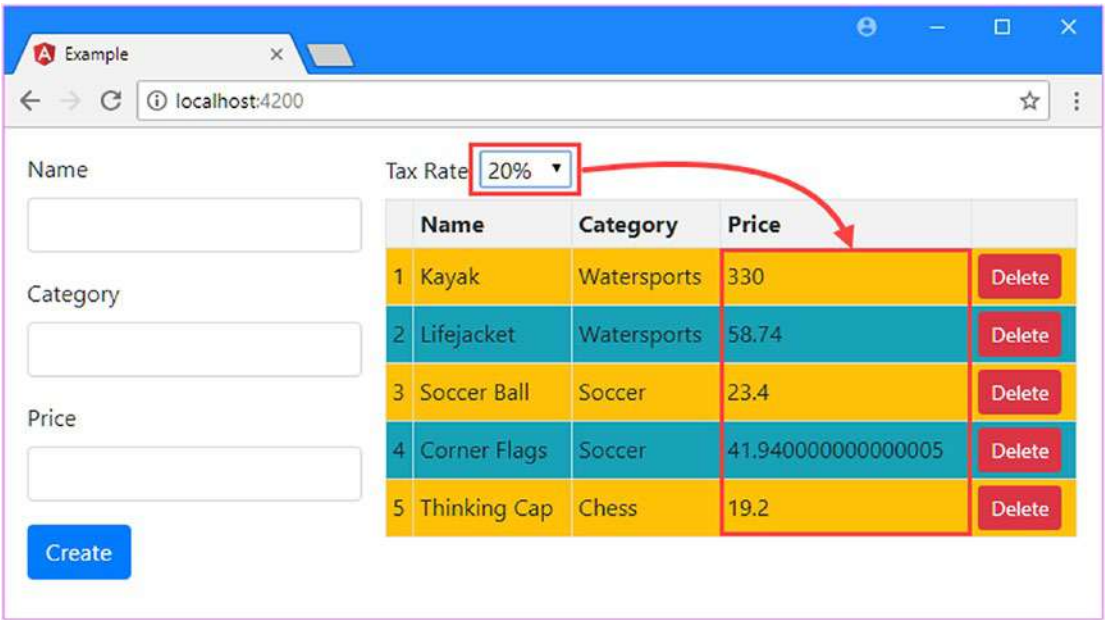 Example
localhost:4200
Name
Category
Price
Create
Tax Rate 20%
Name Category Price
1 Kayak Watersports 330 Delete
2 Lifejacket Watersports 58.74 Delete
3 Soccer Ball Soccer 23.4 Delete
4 Corner Flags Soccer 41.940000000000005 Delete
5 Thinking Cap Chess 19.2 Delete